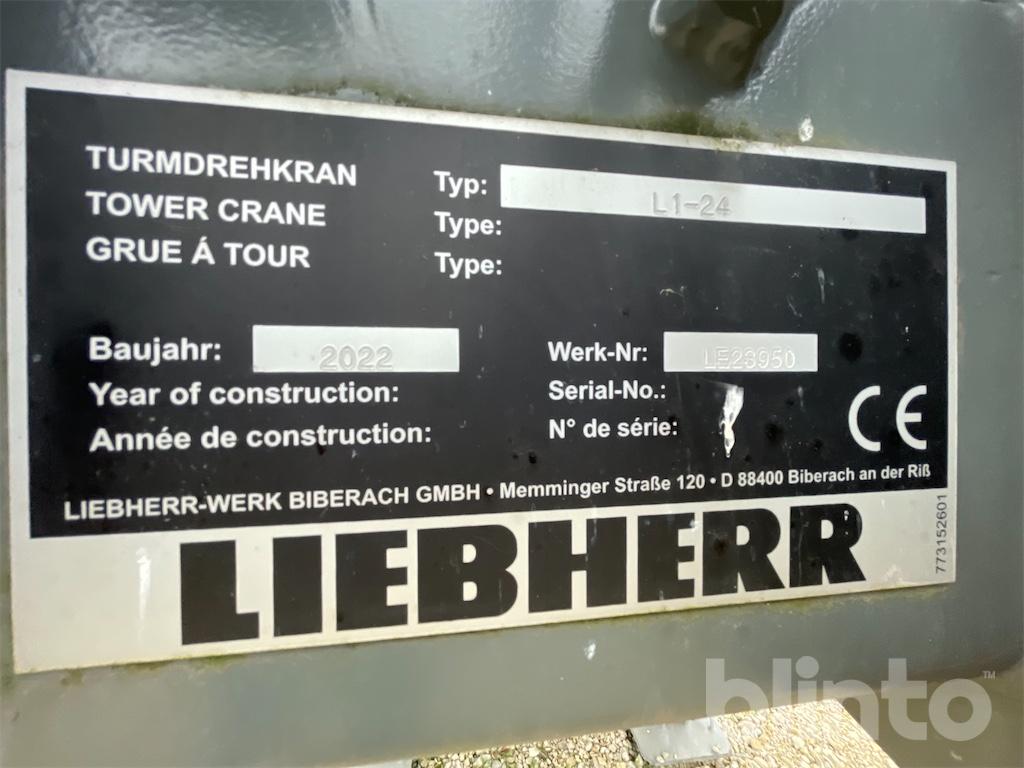 TURMDREHKRAN Typ: L1-24
TOWER CRANE Type:
GRUE Á TOUR Type:
Baujahr: 2022 Werk-Nr: LE23950
Year of construction: Serial-No.:
Année de construction: N° de série:
CE
LIEBHERR-WERK BIBERACH GMBH • Memminger Straße 120 • D 88400 Biberach an der Riß
LIEBHERR
773152601
blinto™